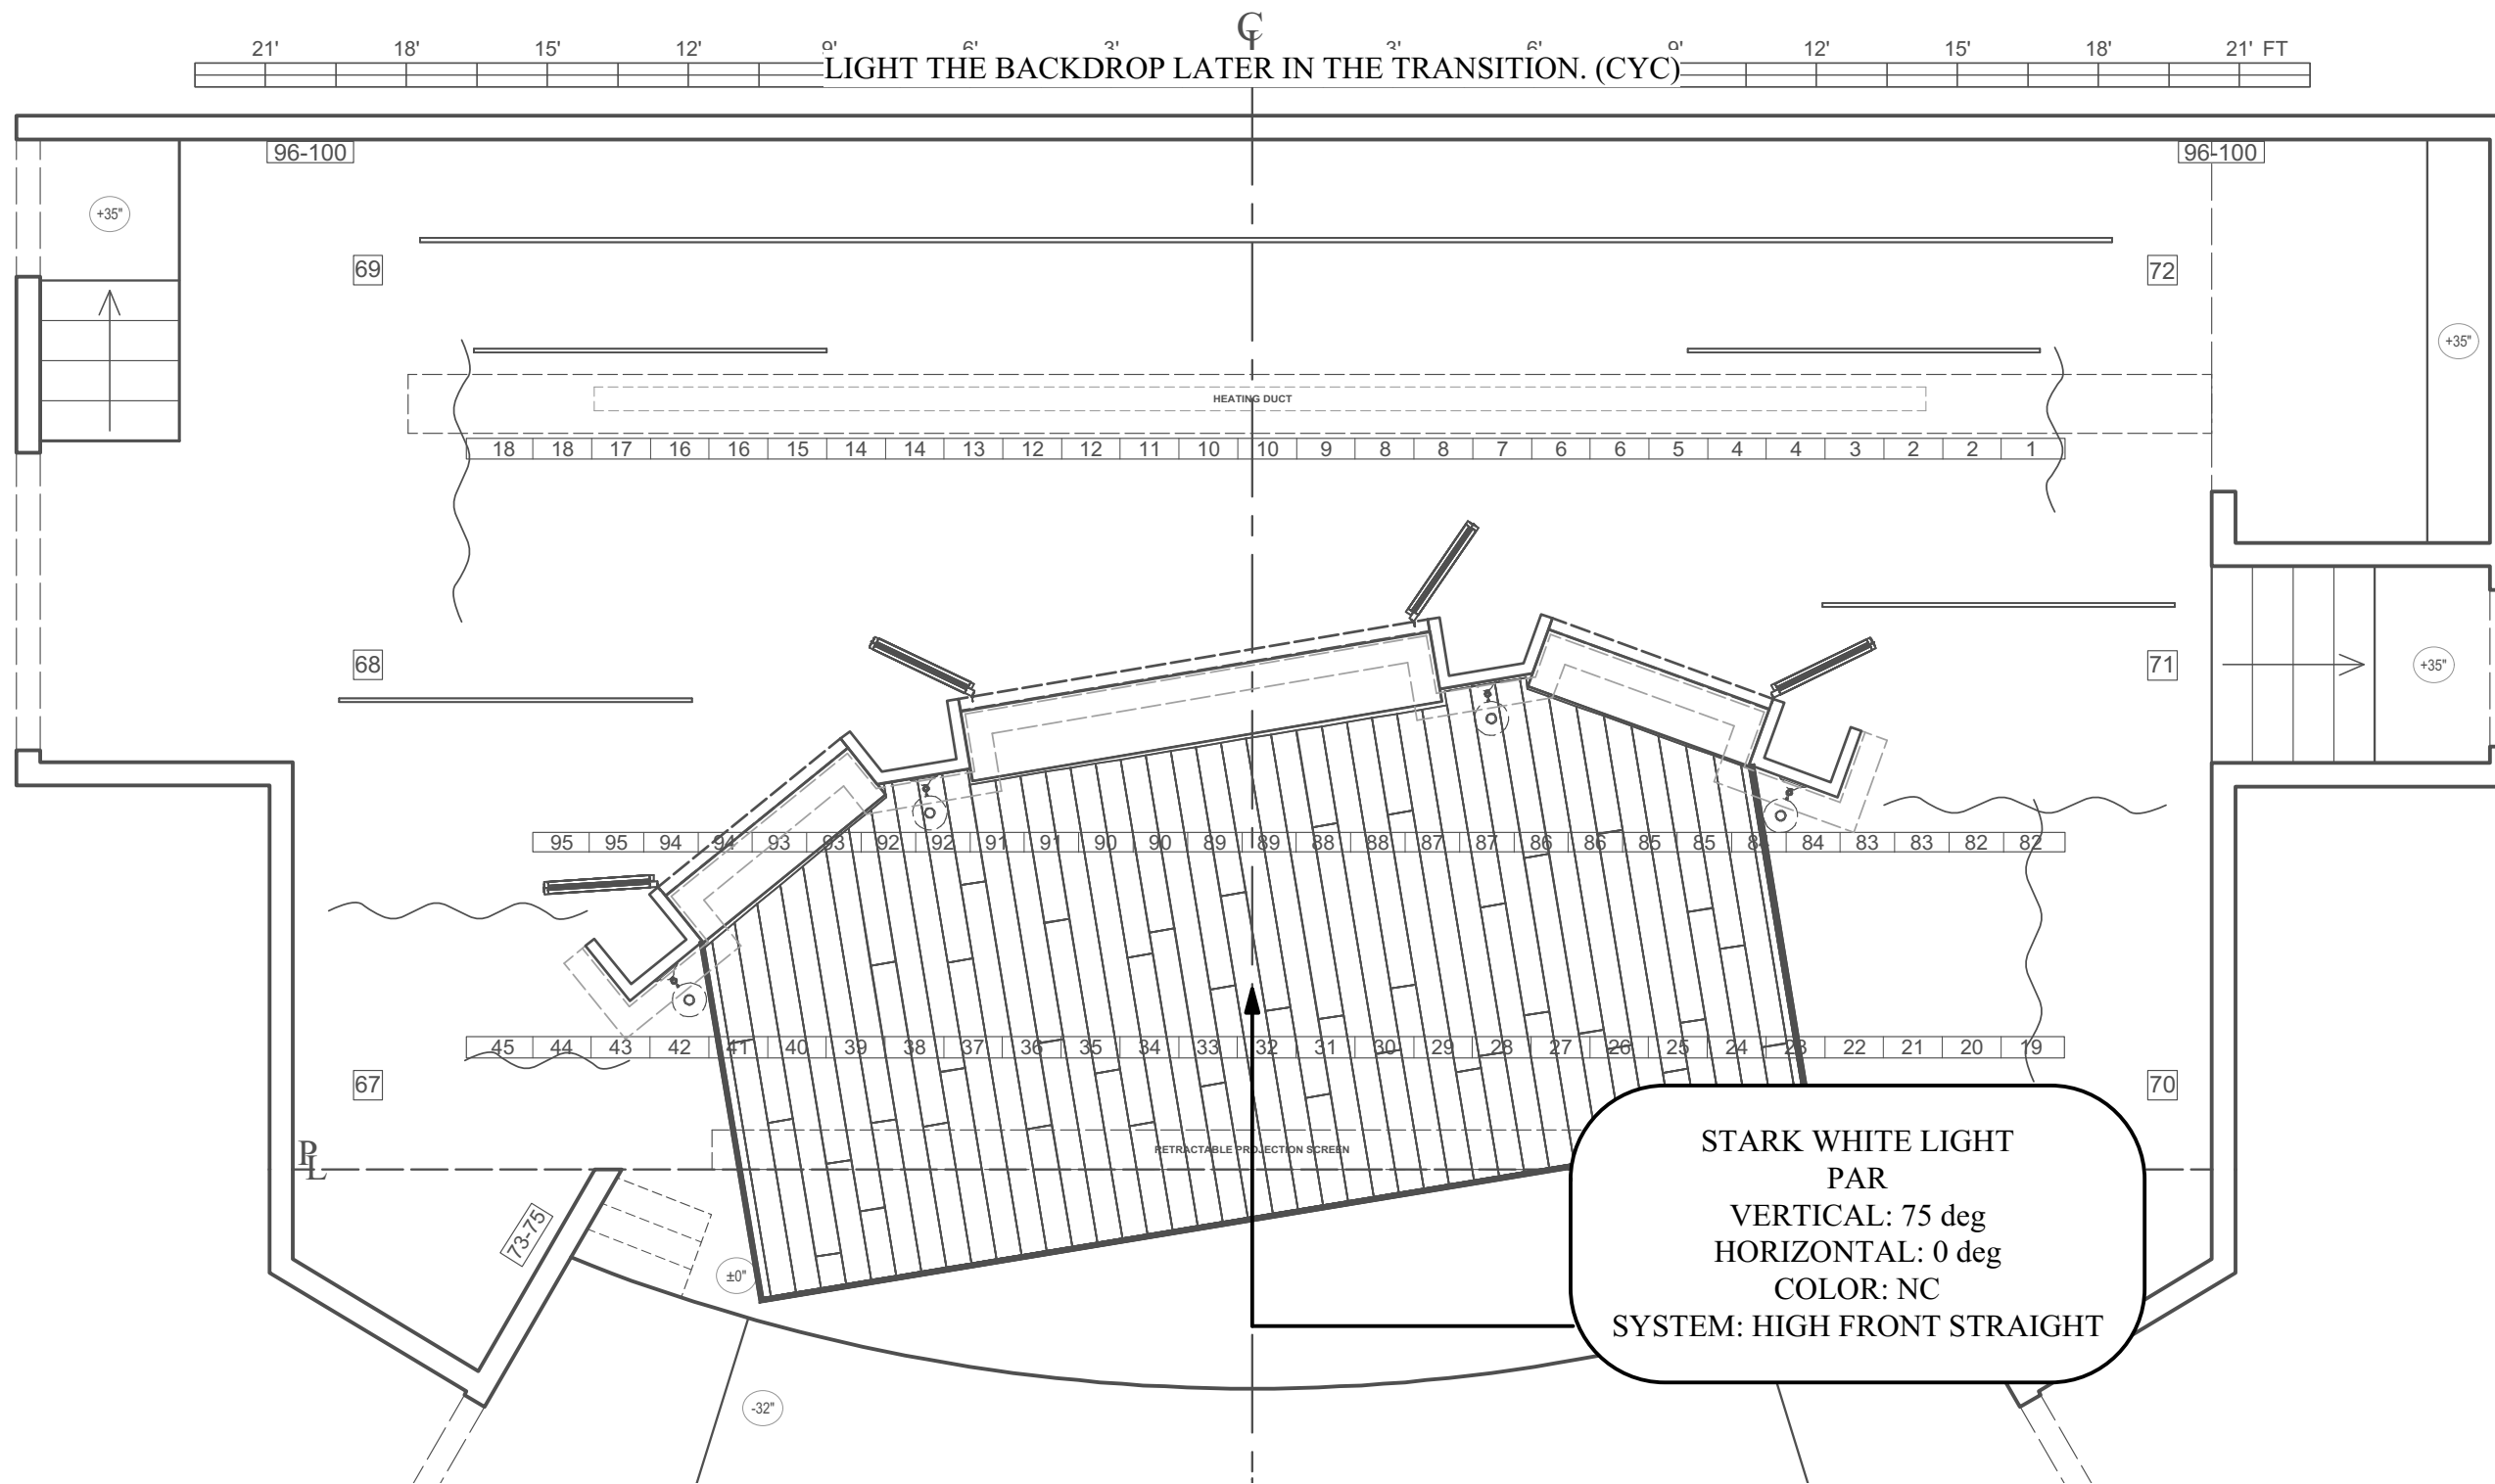 C L
21' 18' 15' 12' 9' 6' 3' 3' 6' 9' 12' 15' 18' 21' FT
LIGHT THE BACKDROP LATER IN THE TRANSITION. (CYC)
96-100 96-100
+35"
69 72
+35"
HEATING DUCT
18 18 17 16 16 15 14 14 13 12 12 11 10 10 9 8 8 7 6 6 5 4 4 3 2 2 1
68 71 +35"
95 95 94 94 93 93 92 92 91 91 90 90 89 89 88 88 87 87 86 86 85 85 84 84 83 83 82 82
45 44 43 42 41 40 39 38 37 36 35 34 33 32 31 30 29 28 27 26 25 24 23 22 21 20 19
67 70
PL
RETRACTABLE PROJECTION SCREEN
STARK WHITE LIGHT
PAR
VERTICAL: 75 deg
HORIZONTAL: 0 deg
COLOR: NC
SYSTEM: HIGH FRONT STRAIGHT
73-75
±0"
-32"